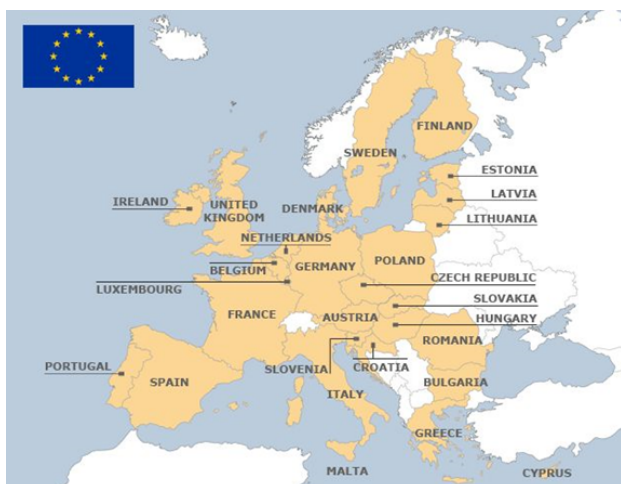 FINLAND
SWEDEN
ESTONIA
LATVIA
LITHUANIA
IRELAND
UNITED
KINGDOM
DENMARK
NETHERLANDS
BELGIUM
GERMANY
POLAND
LUXEMBOURG
CZECH REPUBLIC
SLOVAKIA
HUNGARY
FRANCE
AUSTRIA
ROMANIA
PORTUGAL
SPAIN
SLOVENIA
CROATIA
ITALY
BULGARIA
GREECE
MALTA
CYPRUS